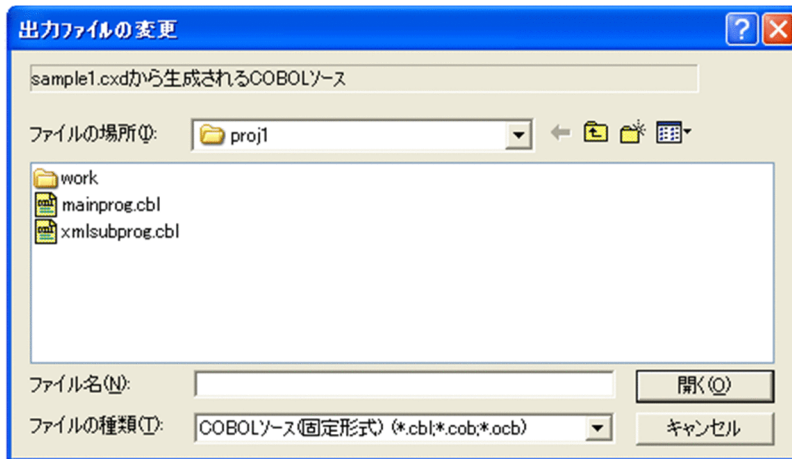 出力ファイルの変更
sample1.cxdから生成されるCOBOLソース
ファイルの場所(I):
proj1
work
mainprog.cbl
xmlsubprog.cbl
ファイル名(N):
開く(O)
ファイルの種類(T):
COBOLソース(固定形式) (*.cbl;*.cob;*.ocb)
キャンセル